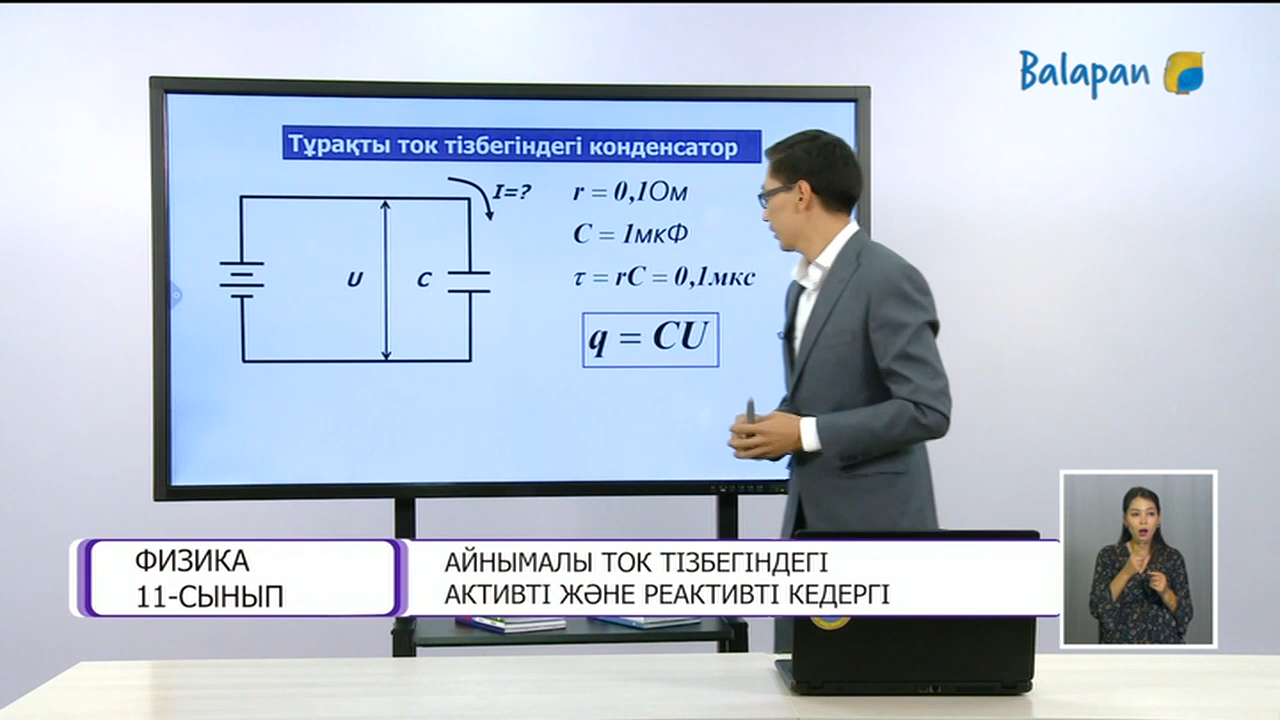 Balapan
Тұрақты ток тізбегіндегі конденсатор
I=?
r = 0,1Ом
C = 1мкФ
U
C
τ = rC = 0,1мкс
q = CU
ФИЗИКА
11-СЫНЫП
АЙНЫМАЛЫ ТОК ТІЗБЕГІНДЕГІ
АКТИВТІ ЖӘНЕ РЕАКТИВТІ КЕДЕРГІ